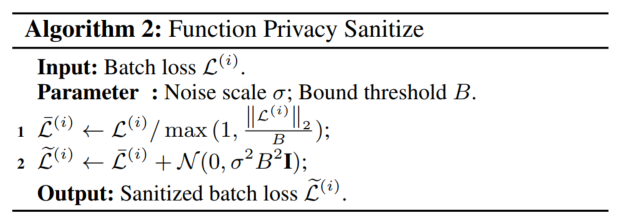 Algorithm 2: Function Privacy Sanitize
Input: Batch loss $\mathcal{L}^{(i)}$.
Parameter : Noise scale $\sigma$; Bound threshold $B$.
1 $\bar{\mathcal{L}}^{(i)} \leftarrow \mathcal{L}^{(i)} / \max\left(1, \frac{\|\mathcal{L}^{(i)}\|_2}{B}\right)$;
2 $\widetilde{\mathcal{L}}^{(i)} \leftarrow \bar{\mathcal{L}}^{(i)} + \mathcal{N}(0, \sigma^2 B^2 \mathbf{I})$;
Output: Sanitized batch loss $\widetilde{\mathcal{L}}^{(i)}$.